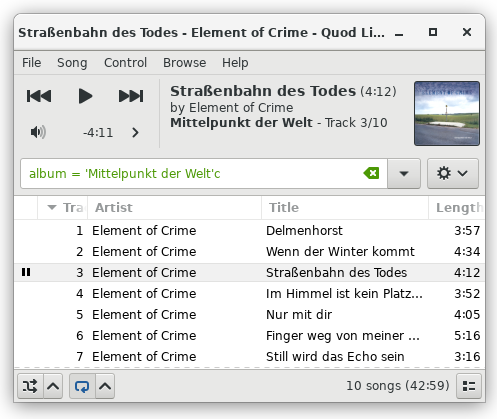 Straßenbahn des Todes - Element of Crime - Quod Li...
File Song Control Browse Help
Straßenbahn des Todes (4:12)
by Element of Crime
Mittelpunkt der Welt - Track 3/10
-4:11
album = 'Mittelpunkt der Welt'c
Tra Artist Title Length
1 Element of Crime Delmenhorst 3:57
2 Element of Crime Wenn der Winter kommt 4:34
3 Element of Crime Straßenbahn des Todes 4:12
4 Element of Crime Im Himmel ist kein Platz... 3:52
5 Element of Crime Nur mit dir 4:05
6 Element of Crime Finger weg von meiner ... 5:16
7 Element of Crime Still wird das Echo sein 3:16
10 songs (42:59)